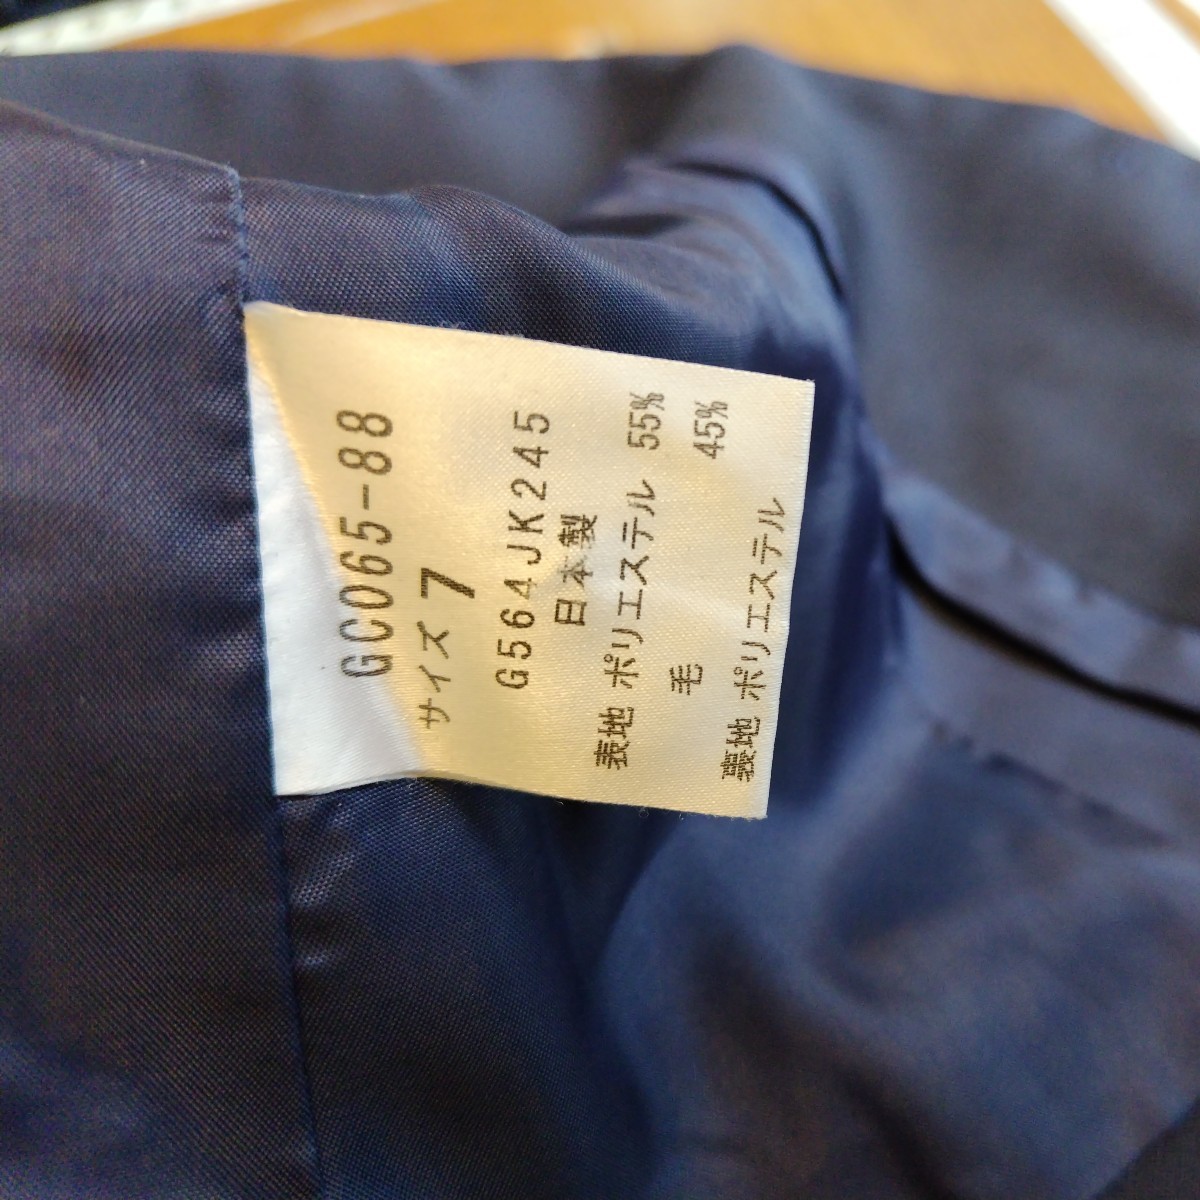 GC065-88
サイズ 7
G564JK245
日本製
表地 ポリエステル 55%
毛 45%
裏地 ポリエステル